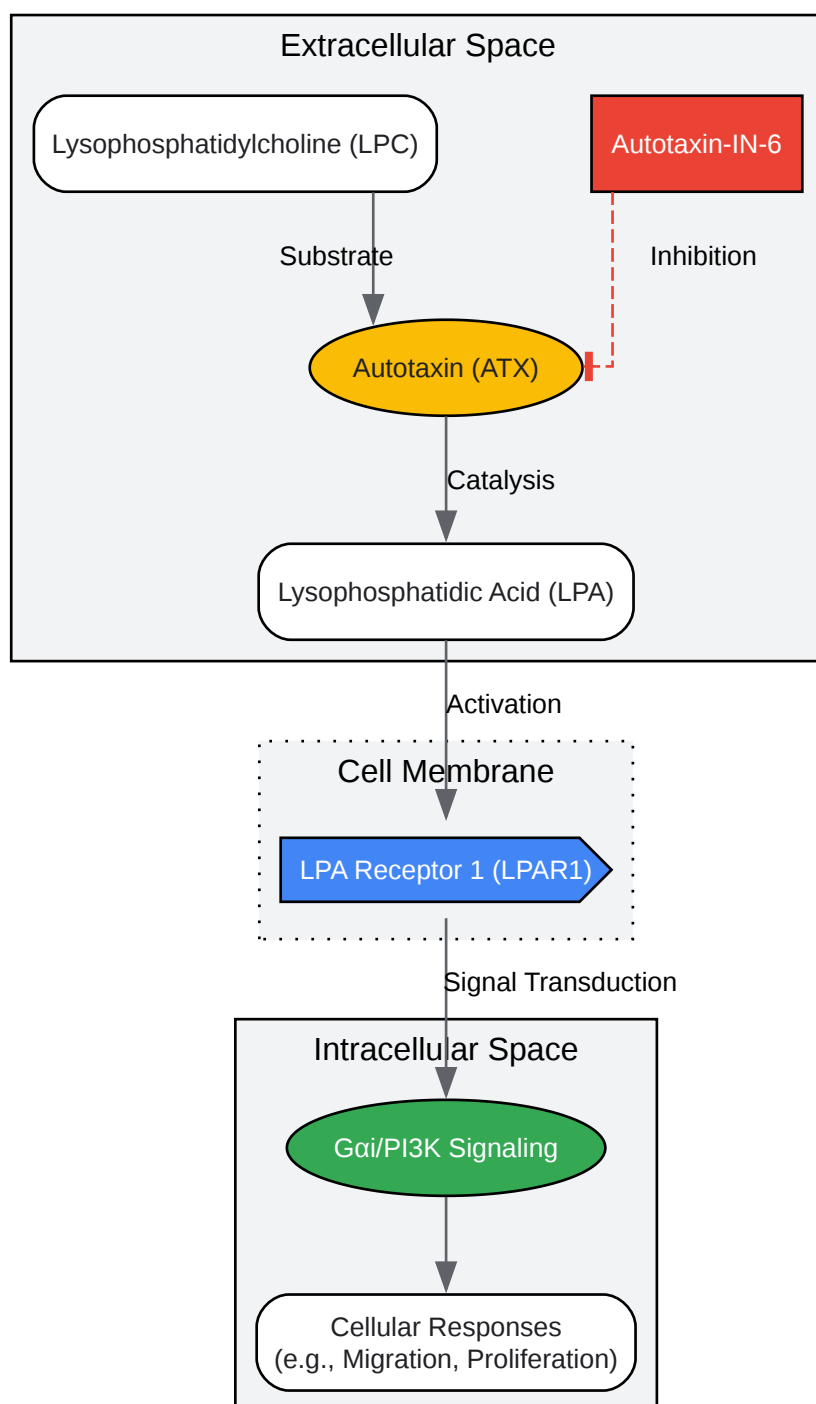 Extracellular Space
Lysophosphatidylcholine (LPC)
Autotaxin-IN-6
Substrate
Inhibition
Autotaxin (ATX)
Catalysis
Lysophosphatidic Acid (LPA)
Activation
Cell Membrane
LPA Receptor 1 (LPAR1)
Signal Transduction
Intracellular Space
Gαi/PI3K Signaling
Cellular Responses
(e.g., Migration, Proliferation)